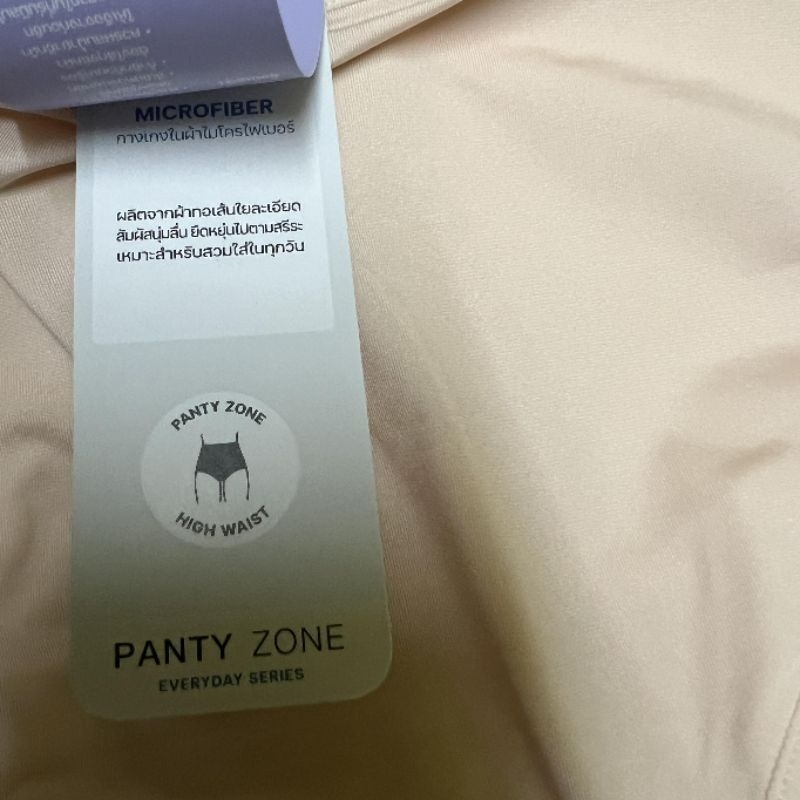 MICROFIBER
กางเกงในผ้าไมโครไฟเบอร์
ผลิตจากผ้าทอเส้นใยละเอียด
สัมผัสนุ่มลื่น ยืดหยุ่นไปตามสรีระ
เหมาะสำหรับสวมใส่ในทุกวัน
PANTY ZONE
HIGH WAIST
PANTY ZONE
EVERYDAY SERIES